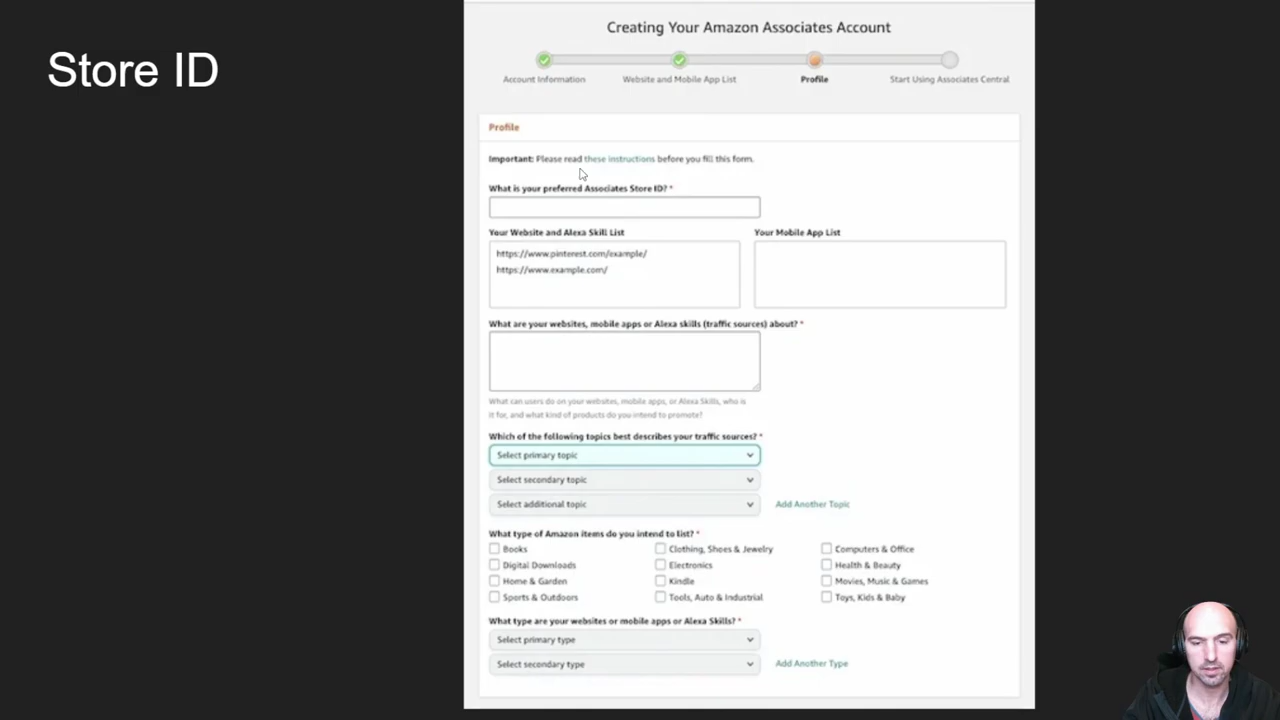 Store ID
Creating Your Amazon Associates Account
Account Information
Website and Mobile App List
Profile
Start Using Associates Central
Profile
Important: Please read these instructions before you fill this form.
What is your preferred Associates Store ID? *
Your Website and Alexa Skill List
Your Mobile App List
https://www.pinterest.com/example/
https://www.example.com/
What are your websites, mobile apps or Alexa skills (traffic sources) about? *
What can users do on your websites, mobile apps, or Alexa Skills, who is
it for, and what kind of products do you intend to promote?
Which of the following topics best describes your traffic sources? *
Select primary topic
Select secondary topic
Select additional topic
Add Another Topic
What type of Amazon items do you intend to list? *
Books
Clothing, Shoes & Jewelry
Computers & Office
Digital Downloads
Electronics
Health & Beauty
Home & Garden
Kindle
Movies, Music & Games
Sports & Outdoors
Tools, Auto & Industrial
Toys, Kids & Baby
What type are your websites or mobile apps or Alexa Skills? *
Select primary type
Select secondary type
Add Another Type